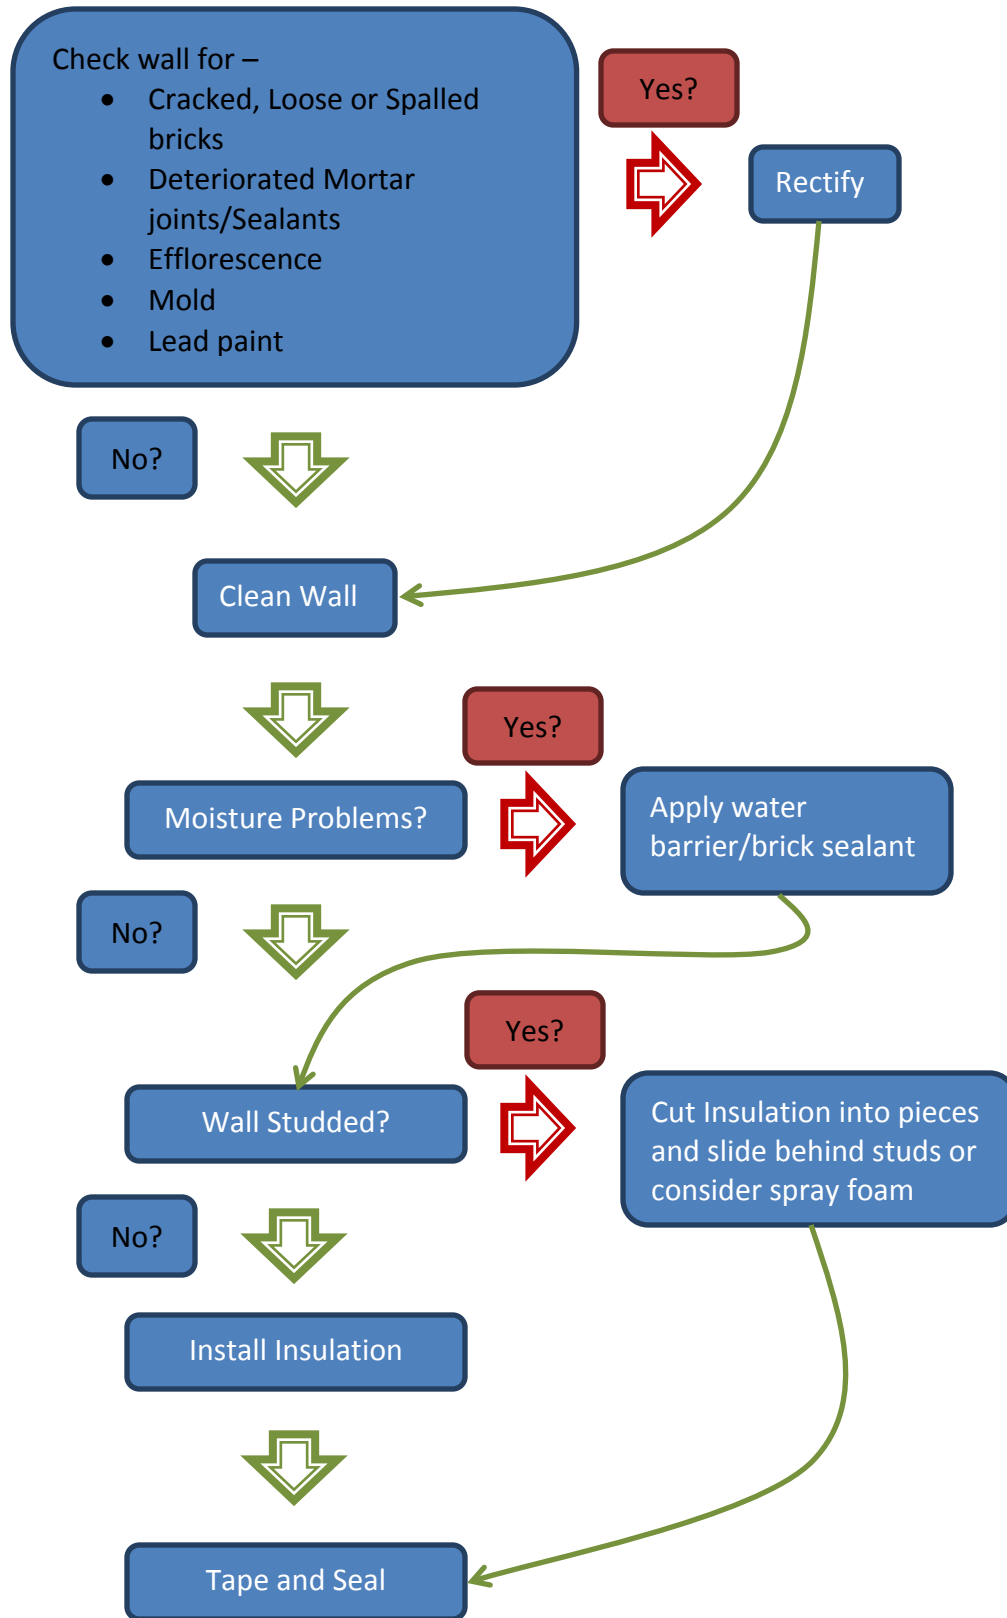 Check wall for –
• Cracked, Loose or Spalled
bricks
• Deteriorated Mortar
joints/Sealants
• Efflorescence
• Mold
• Lead paint
Yes?
Rectify
No?
Clean Wall
Yes?
Moisture Problems?
Apply water
barrier/brick sealant
No?
Yes?
Wall Studded?
Cut Insulation into pieces
and slide behind studs or
consider spray foam
No?
Install Insulation
Tape and Seal